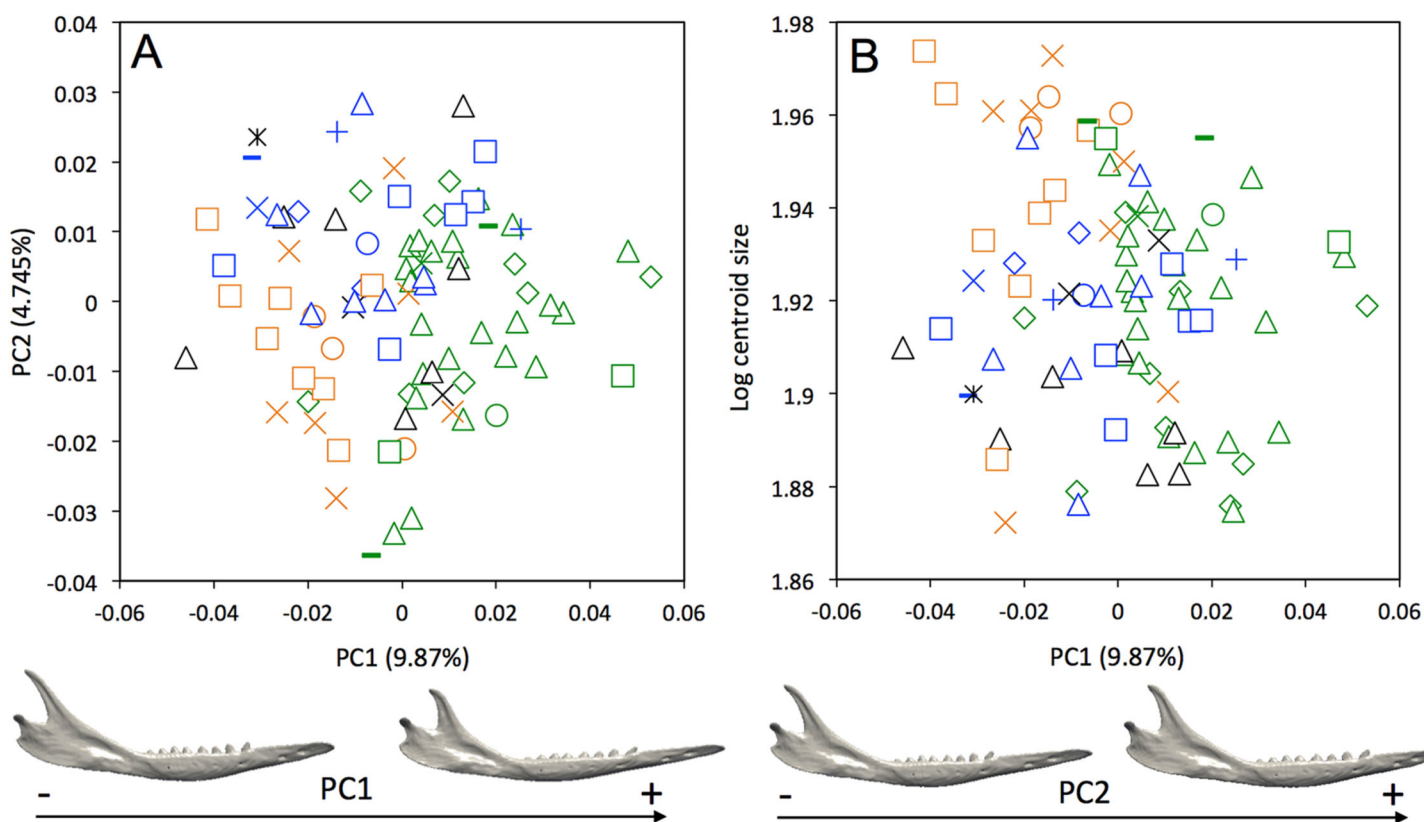 A
0.04
0.03
0.02
0.01
0
-0.01
-0.02
-0.03
-0.04
PC2 (4.745%)
-0.06 -0.04 -0.02 0 0.02 0.04 0.06
PC1 (9.87%)
B
1.98
1.96
1.94
1.92
1.9
1.88
1.86
Log centroid size
-0.06 -0.04 -0.02 0 0.02 0.04 0.06
PC1 (9.87%)
- PC1 +
- PC2 +